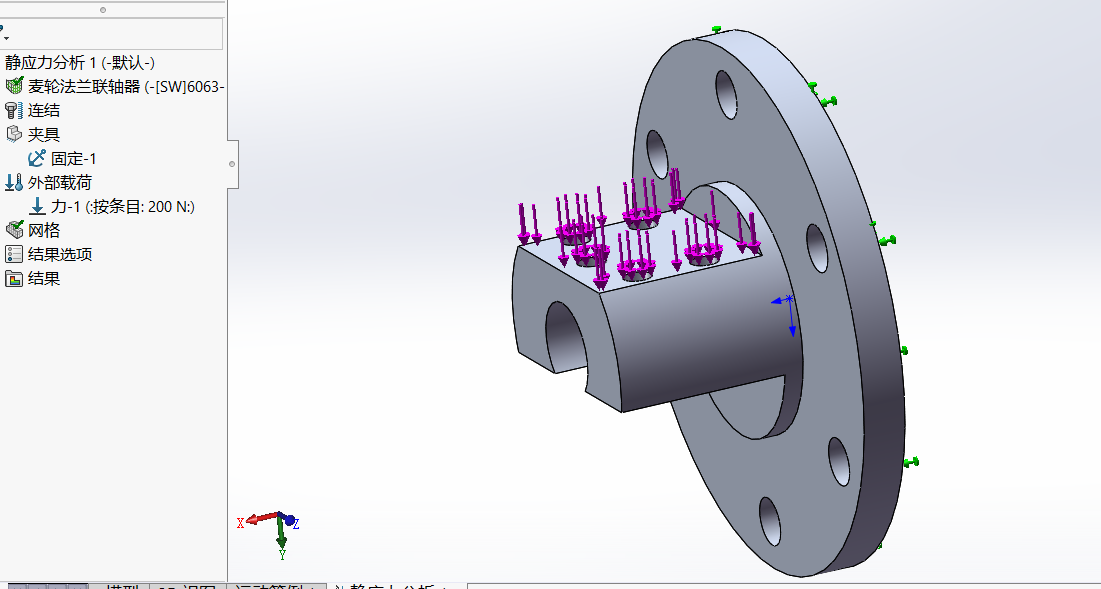 静应力分析 1 (-默认-)
麦轮法兰联轴器 (-[SW]6063-
连结
夹具
固定-1
外部载荷
力-1 (:按条目: 200 N:)
网格
结果选项
结果
X
Z
Y